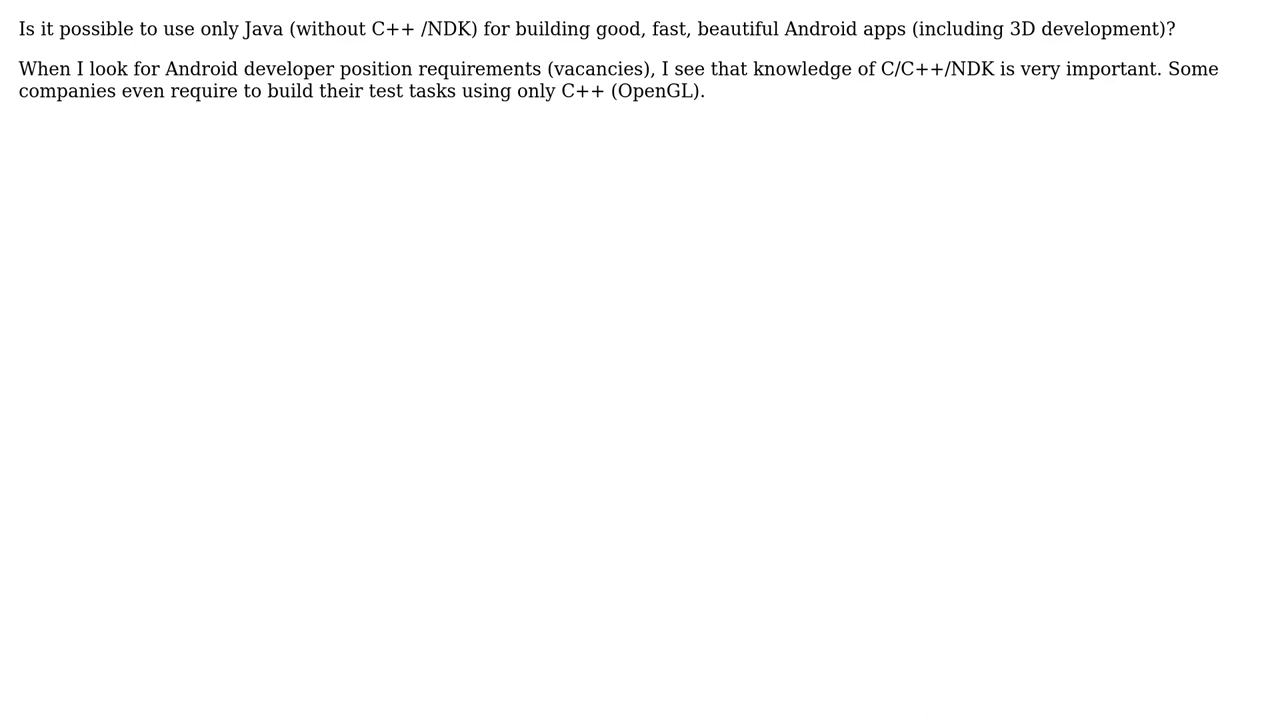 Is it possible to use only Java (without C++ /NDK) for building good, fast, beautiful Android apps (including 3D development)?
When I look for Android developer position requirements (vacancies), I see that knowledge of C/C++/NDK is very important. Some
companies even require to build their test tasks using only C++ (OpenGL).